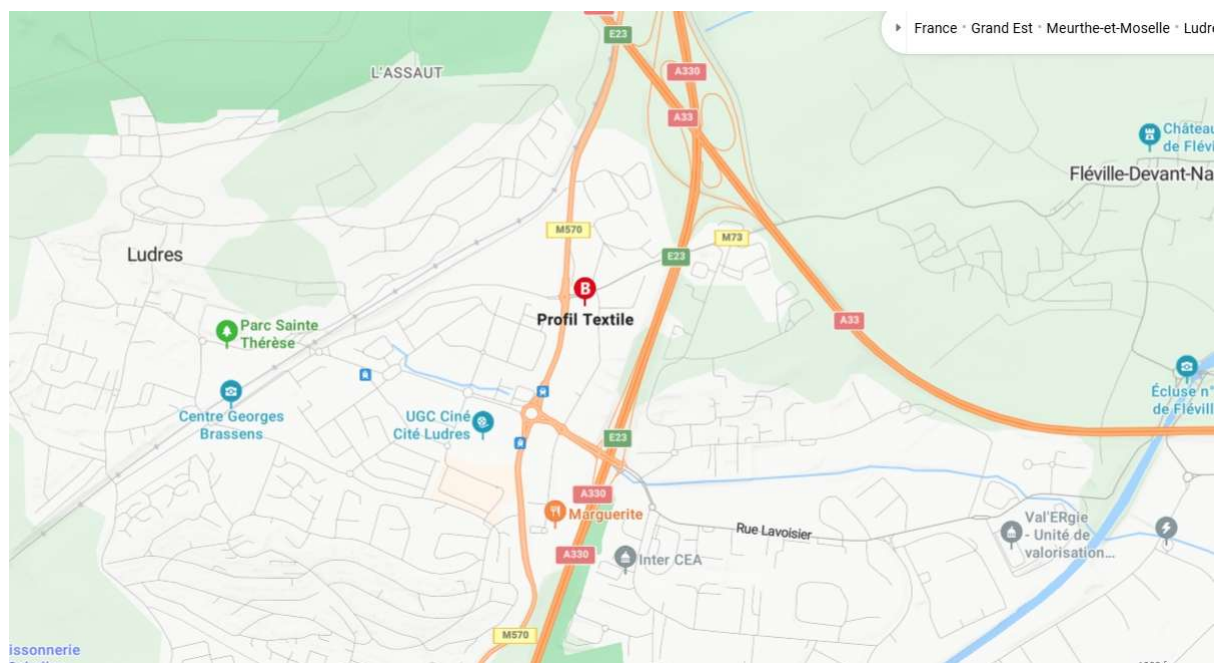 France • Grand Est • Meurthe-et-Moselle • Ludre
E23
L'ASSAUT
A330
A33
Château
de Flévi
Fléville-Devant-Na
M570
M73
Ludres
E23
B
Profil Textile
A33
Parc Sainte
Thérèse
Écluse n°
de Flévill
Centre Georges
Brassens
UGC Ciné
Cité Ludres
E23
A330
Marguerite
Rue Lavoisier
Val'ERgie
- Unité de
valorisation...
A330
Inter CEA
M570
issonnerie